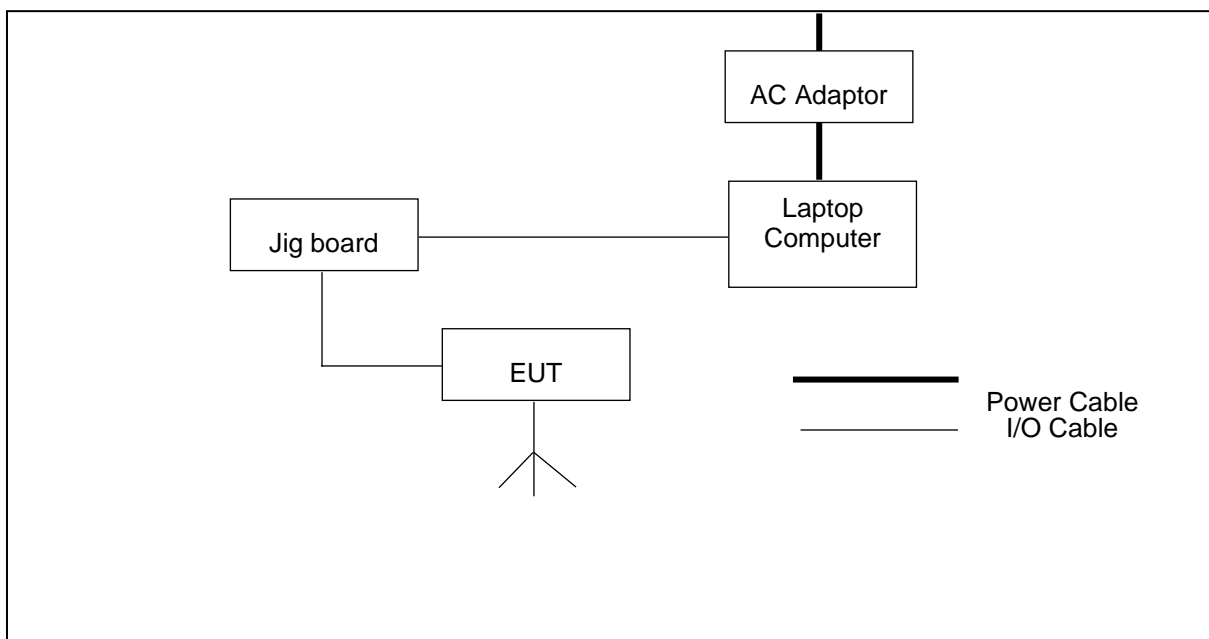 AC Adaptor
Laptop
Computer
Jig board
EUT
Power Cable
I/O Cable